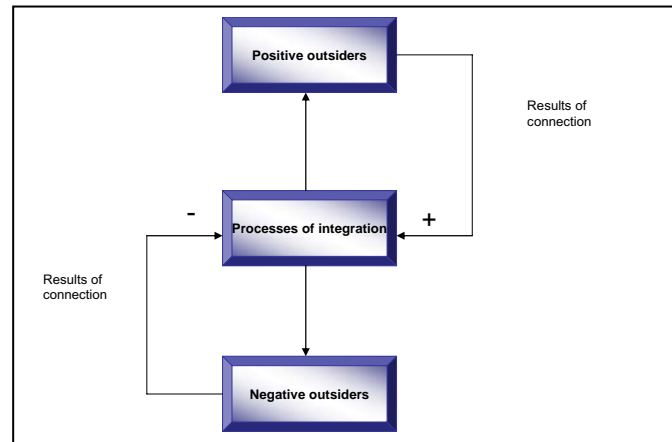 Positive outsiders
Results of
connection
-
+
Processes of integration
Results of
connection
Negative outsiders